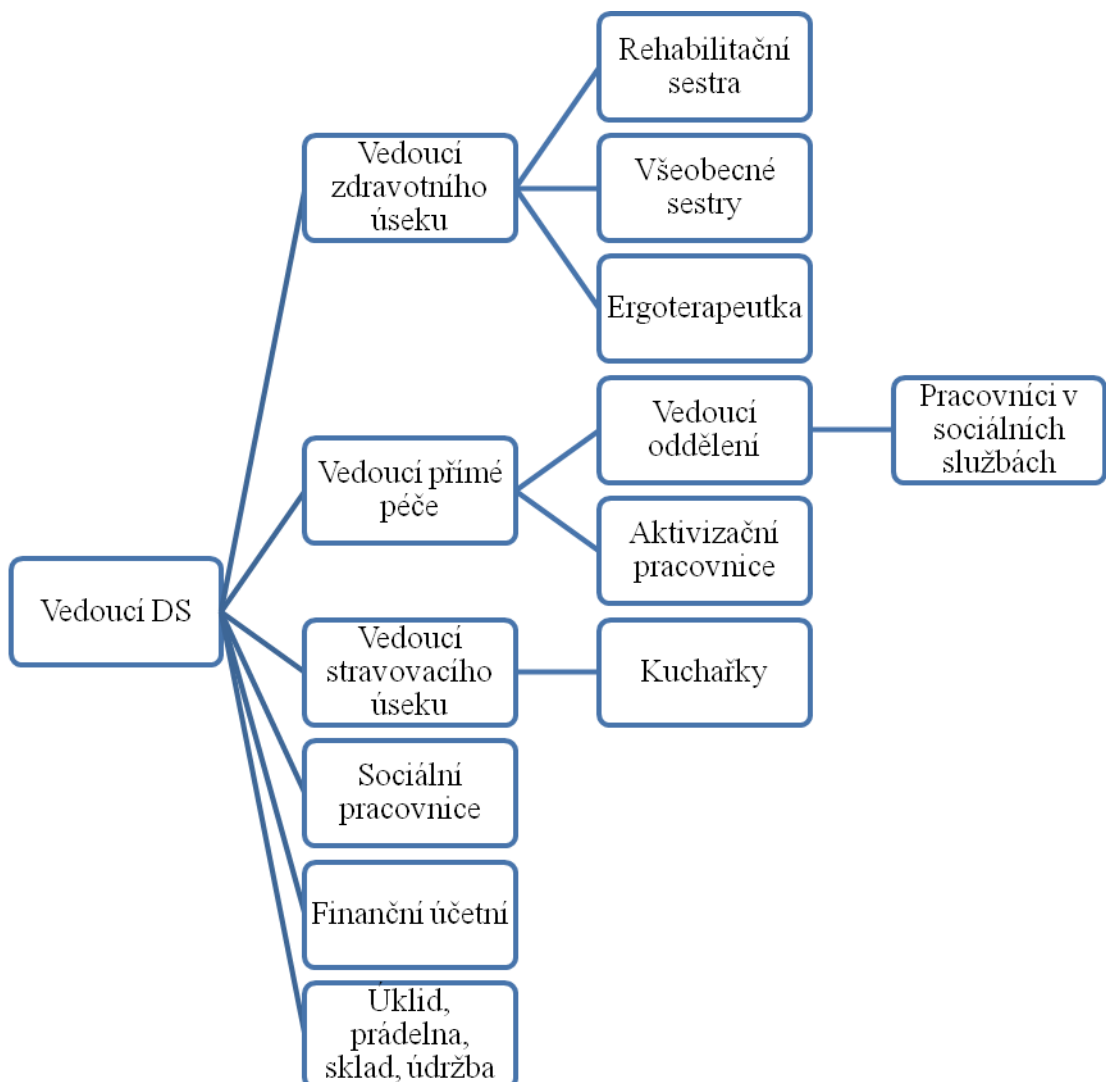 Rehabilitační
sestra
Vedoucí
zdravotního
úseku
Všeobecné
sestry
Ergoterapeutka
Vedoucí
oddělení
Pracovníci v
sociálních
službách
Vedoucí přímé
péče
Aktivizační
pracovnice
Vedoucí DS
Vedoucí
stravovacího
úseku
Kuchařky
Sociální
pracovnice
Finanční účetní
Úklid,
prádelna,
sklad, údržba